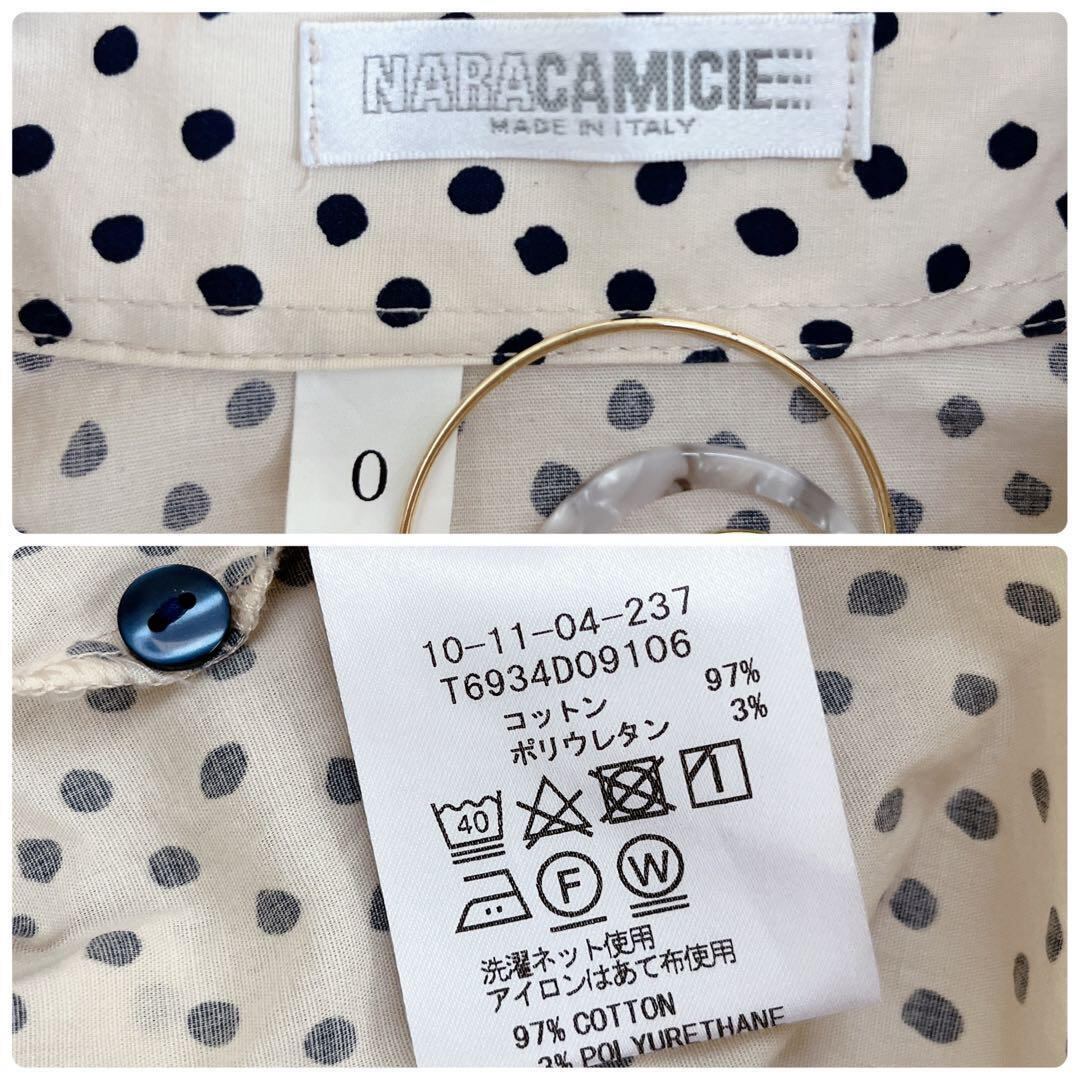 NARACAMICIE
MADE IN ITALY
0
10-11-04-237
T6934D09106
コットン 97%
ポリウレタン 3%
40
F W
洗濯ネット使用
アイロンはあて布使用
97% COTTON
3% POLYURETHANE